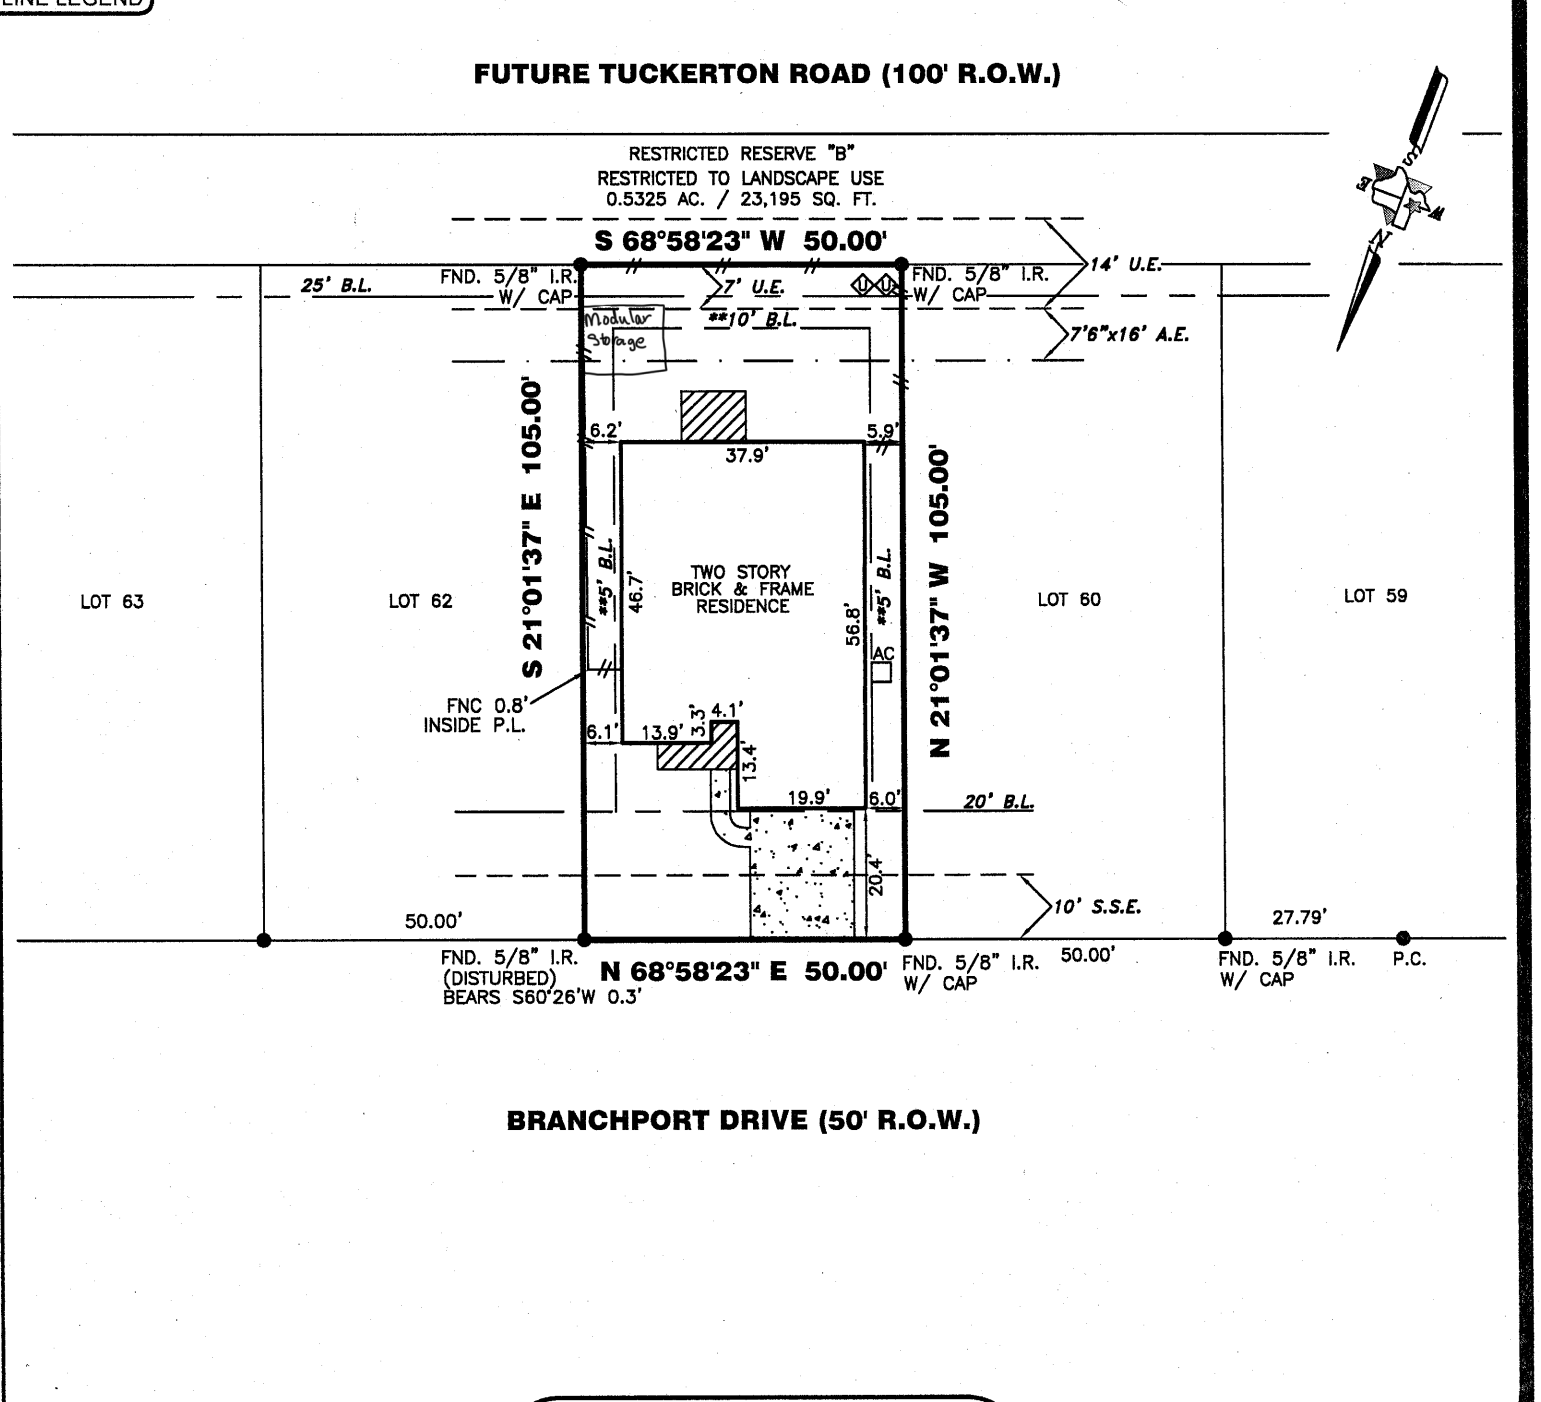 LINE LEGEND
FUTURE TUCKERTON ROAD (100' R.O.W.)
RESTRICTED RESERVE "B"
RESTRICTED TO LANDSCAPE USE
0.5325 AC. / 23,195 SQ. FT.
S 68°58'23" W 50.00'
S
E
W
N
25' B.L.
FND. 5/8" I.R.
W/ CAP
7' U.E.
U
U
FND. 5/8" I.R.
W/ CAP
14' U.E.
Modular
Storage
**10' B.L.
7'6"x16' A.E.
6.2'
37.9'
5.9'
S 21°01'37" E 105.00'
N 21°01'37" W 105.00'
**5' B.L.
46.7'
TWO STORY
BRICK & FRAME
RESIDENCE
56.8'
**5' B.L.
LOT 63
LOT 62
LOT 60
LOT 59
AC
FNC 0.8'
INSIDE P.L.
6.1'
13.9'
3.3'
4.1'
13.4'
19.9'
6.0'
20' B.L.
20.4'
10' S.S.E.
50.00'
27.79'
FND. 5/8" I.R.
(DISTURBED)
BEARS S60°26'W 0.3'
N 68°58'23" E 50.00'
FND. 5/8" I.R.
W/ CAP
50.00'
FND. 5/8" I.R.
W/ CAP
P.C.
BRANCHPORT DRIVE (50' R.O.W.)